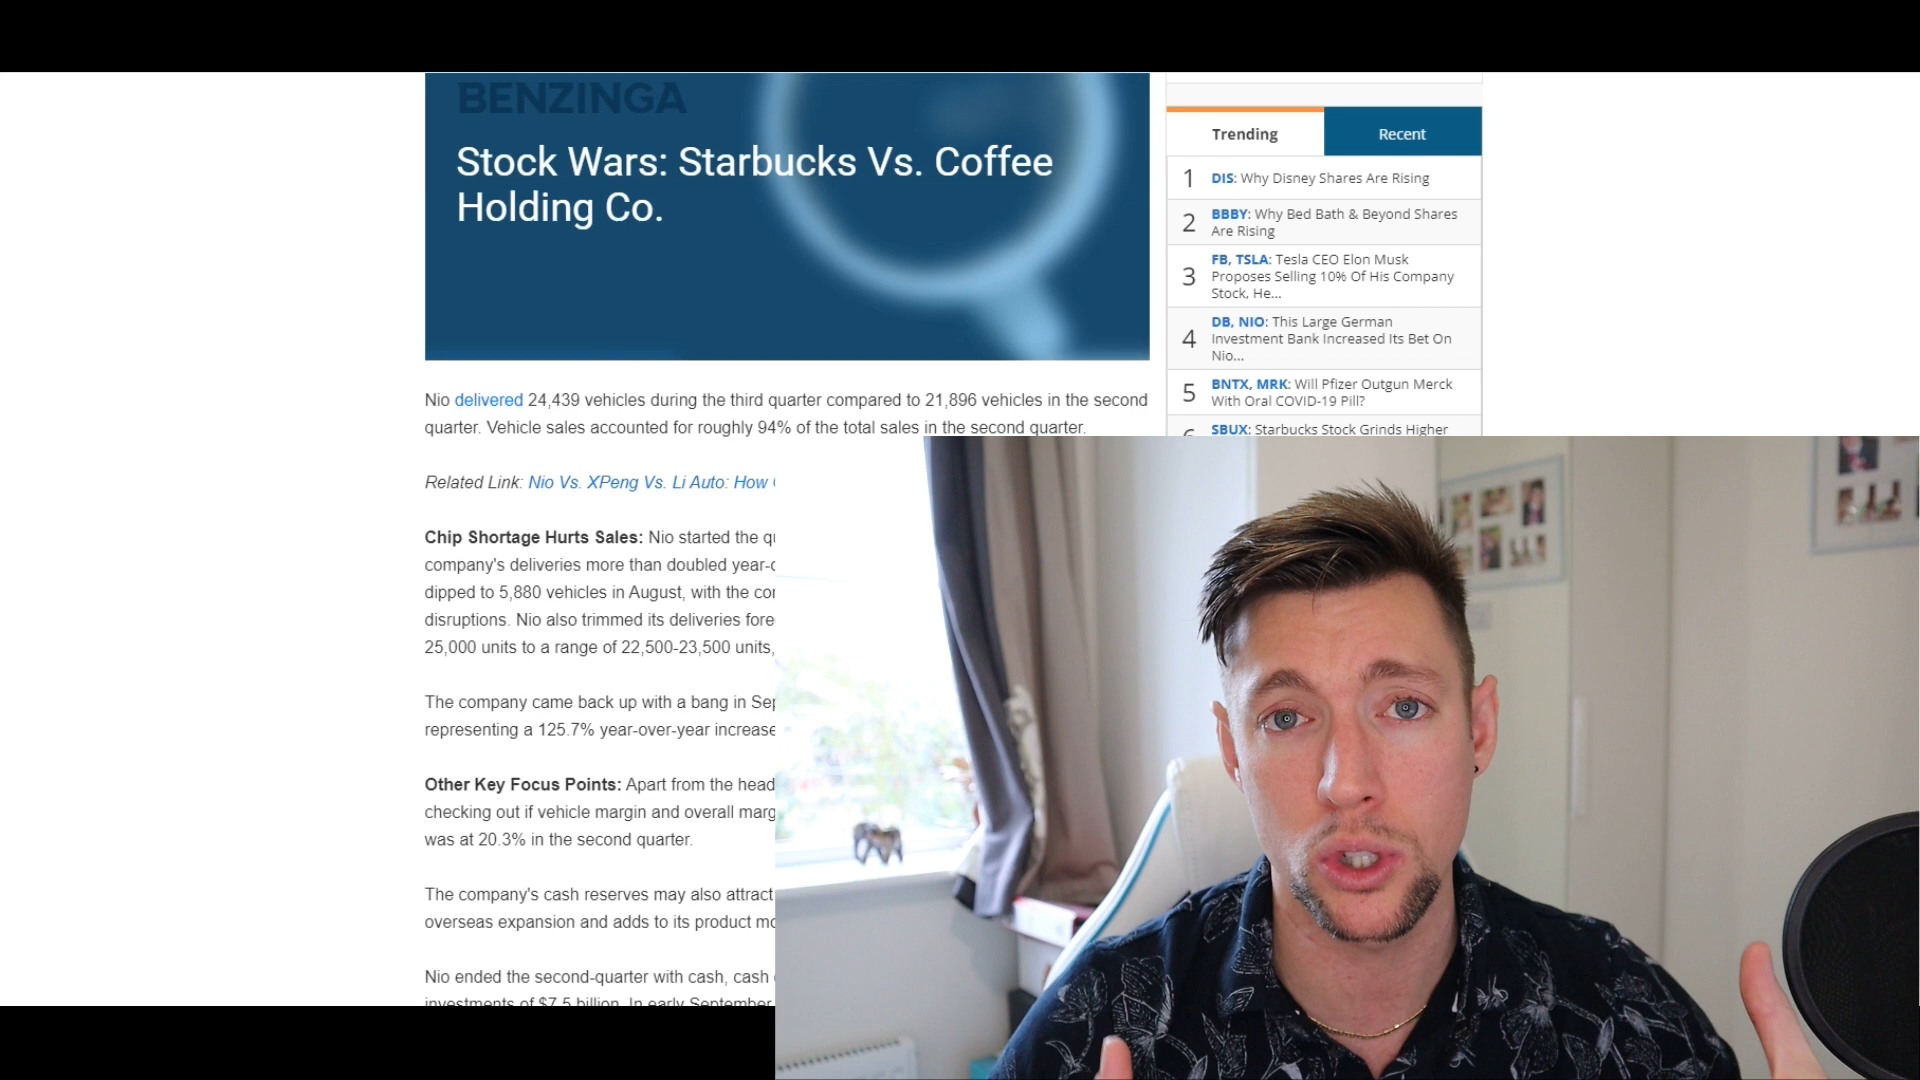 BENZINGA
Stock Wars: Starbucks Vs. Coffee
Holding Co.
Nio delivered 24,439 vehicles during the third quarter compared to 21,896 vehicles in the second
quarter. Vehicle sales accounted for roughly 94% of the total sales in the second quarter.
Related Link: Nio Vs. XPeng Vs. Li Auto: How
Chip Shortage Hurts Sales: Nio started the
company's deliveries more than doubled
dipped to 5,880 vehicles in August, with the
disruptions. Nio also trimmed its deliveries
25,000 units to a range of 22,500-23,500 units,
The company came back up with a bang in
representing a 125.7% year-over-year increase
Other Key Focus Points: Apart from the
checking out if vehicle margin and overall
was at 20.3% in the second quarter.
The company's cash reserves may also attract
overseas expansion and adds to its product
Nio ended the second-quarter with cash, cash
investments of $7.5 billion. In early September
Trending
Recent
1 DIS: Why Disney Shares Are Rising
2 BBBY: Why Bed Bath & Beyond Shares
Are Rising
3 FB, TSLA: Tesla CEO Elon Musk
Proposes Selling 10% Of His Company
Stock, He...
4 DB, NIO: This Large German
Investment Bank Increased Its Bet On
Nio...
5 BNTX, MRK: Will Pfizer Outgun Merck
With Oral COVID-19 Pill?
SBUX: Starbucks Stock Grinds Higher